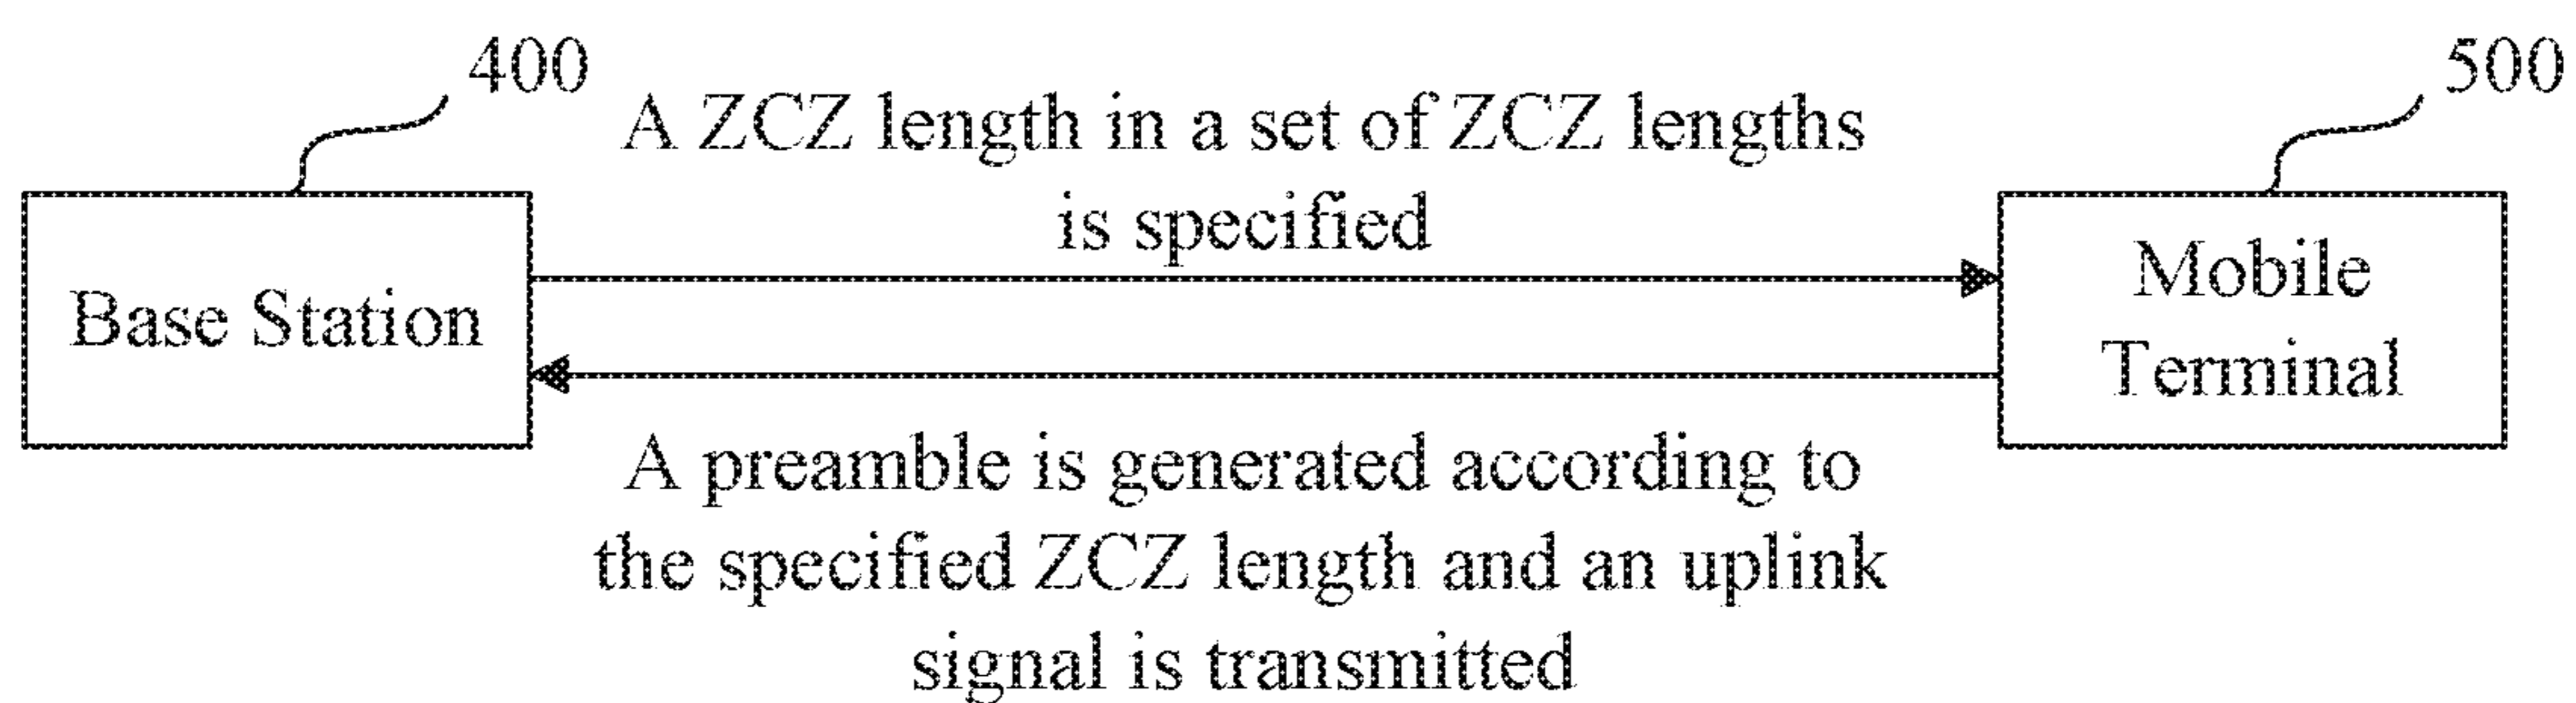 400
500
A ZCZ length in a set of ZCZ lengths
is specified
Base Station
Mobile
Terminal
A preamble is generated according to
the specified ZCZ length and an uplink
signal is transmitted